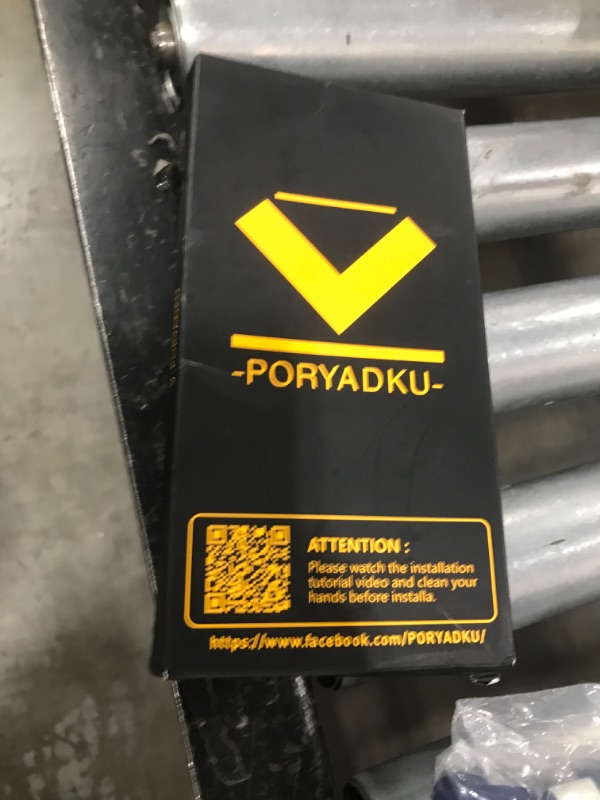 -PORYADKU-
ATTENTION :
Please watch the installation
tutorial video and clean your
hands before installa.
https://www.facebook.com/PORYADKU/